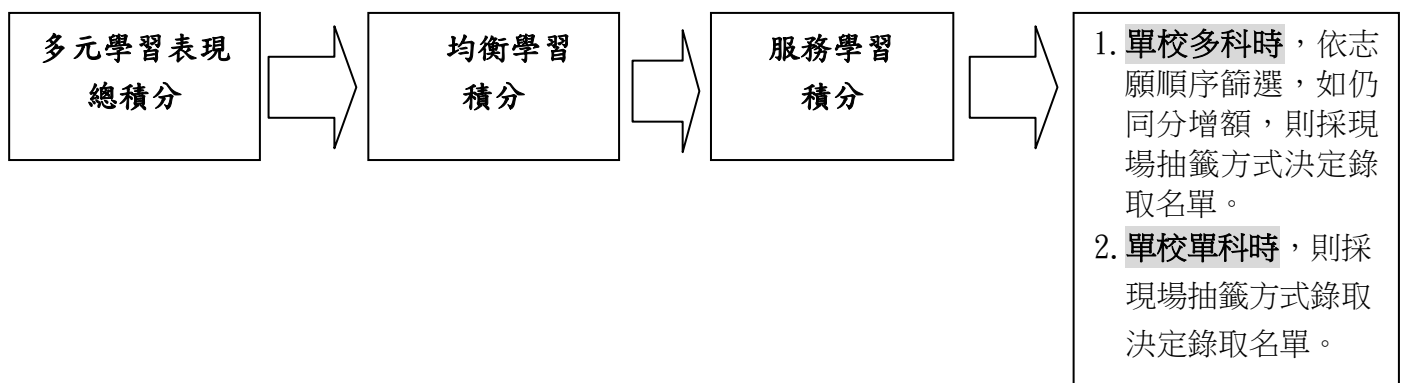 多元學習表現
總積分
均衡學習
積分
服務學習
積分
1. 單校多科時，依志
願順序篩選，如仍
同分增額，則採現
場抽籤方式決定錄
取名單。
2. 單校單科時，則採
現場抽籤方式錄取
決定錄取名單。